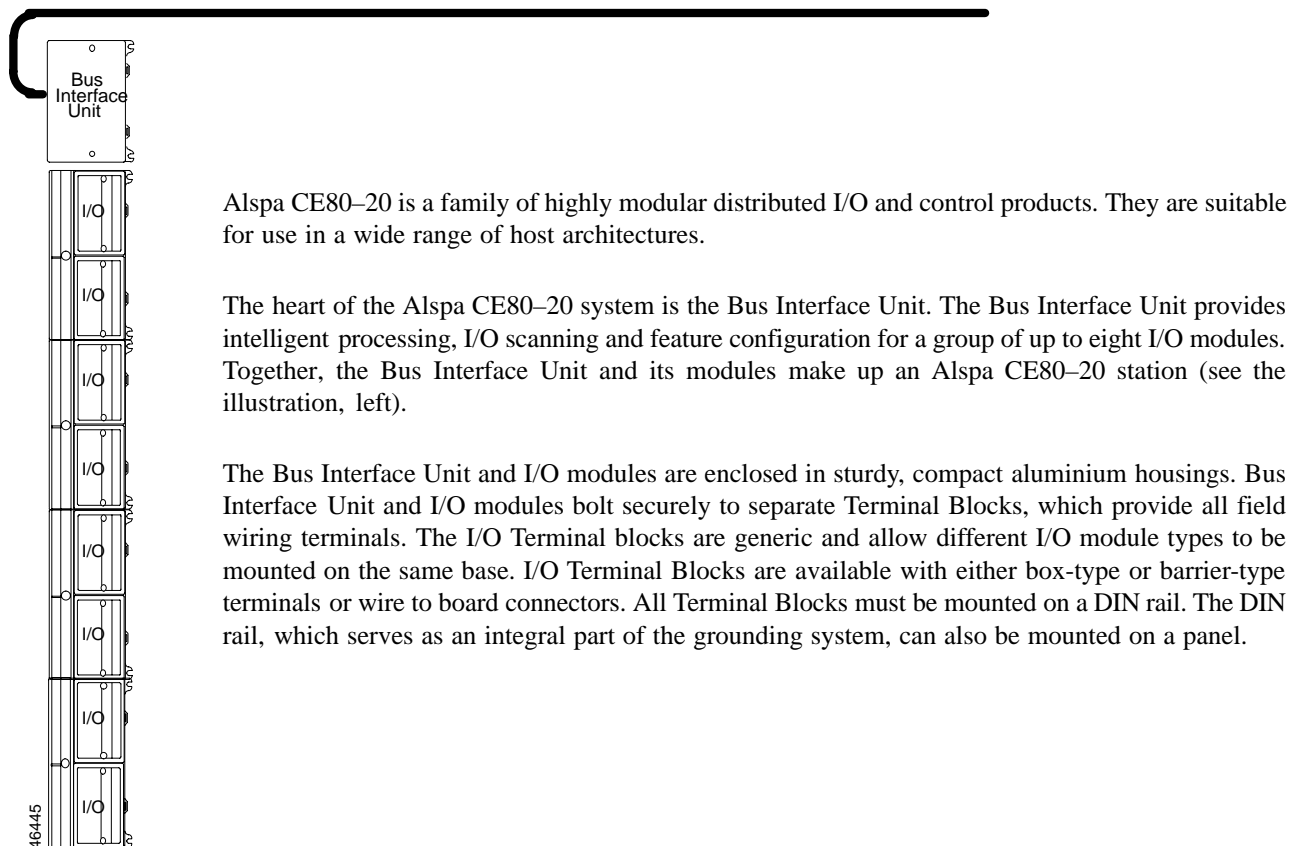 Bus
Interface
Unit
I/O
I/O
I/O
I/O
I/O
I/O
I/O
I/O
46445
Alspa CE80–20 is a family of highly modular distributed I/O and control products. They are suitable
for use in a wide range of host architectures.
The heart of the Alspa CE80–20 system is the Bus Interface Unit. The Bus Interface Unit provides
intelligent processing, I/O scanning and feature configuration for a group of up to eight I/O modules.
Together, the Bus Interface Unit and its modules make up an Alspa CE80–20 station (see the
illustration, left).
The Bus Interface Unit and I/O modules are enclosed in sturdy, compact aluminium housings. Bus
Interface Unit and I/O modules bolt securely to separate Terminal Blocks, which provide all field
wiring terminals. The I/O Terminal blocks are generic and allow different I/O module types to be
mounted on the same base. I/O Terminal Blocks are available with either box-type or barrier-type
terminals or wire to board connectors. All Terminal Blocks must be mounted on a DIN rail. The DIN
rail, which serves as an integral part of the grounding system, can also be mounted on a panel.